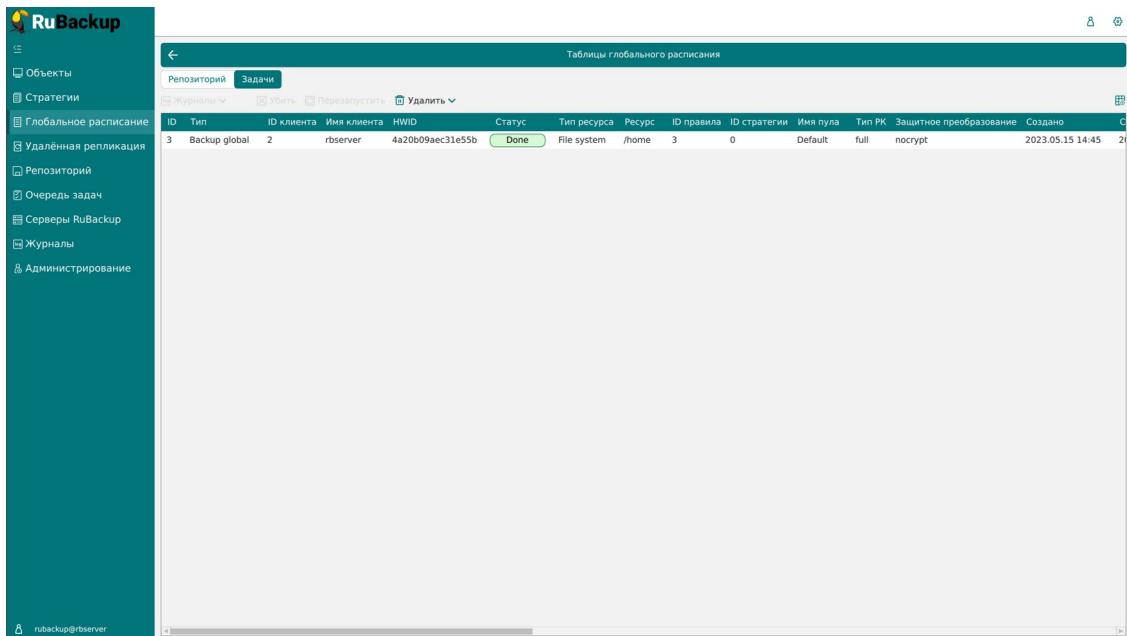 RuBackup
Таблицы глобального расписания
Объекты
Стратегии
Глобальное расписание
Удалённая репликация
Репозиторий
Очередь задач
Серверы RuBackup
Журналы
Администрирование
Репозиторий Задачи
Журналы Убить Перезапустить Удалить
ID Тип ID клиента Имя клиента HWID Статус Тип ресурса Ресурс ID правила ID стратегии Имя пула Тип РК Защитное преобразование Создано
3 Backup global 2 rbserver 4a20b09aec31e55b Done File system /home 3 0 Default full nocrypt 2023.05.15 14:45
rubackup@rbserver